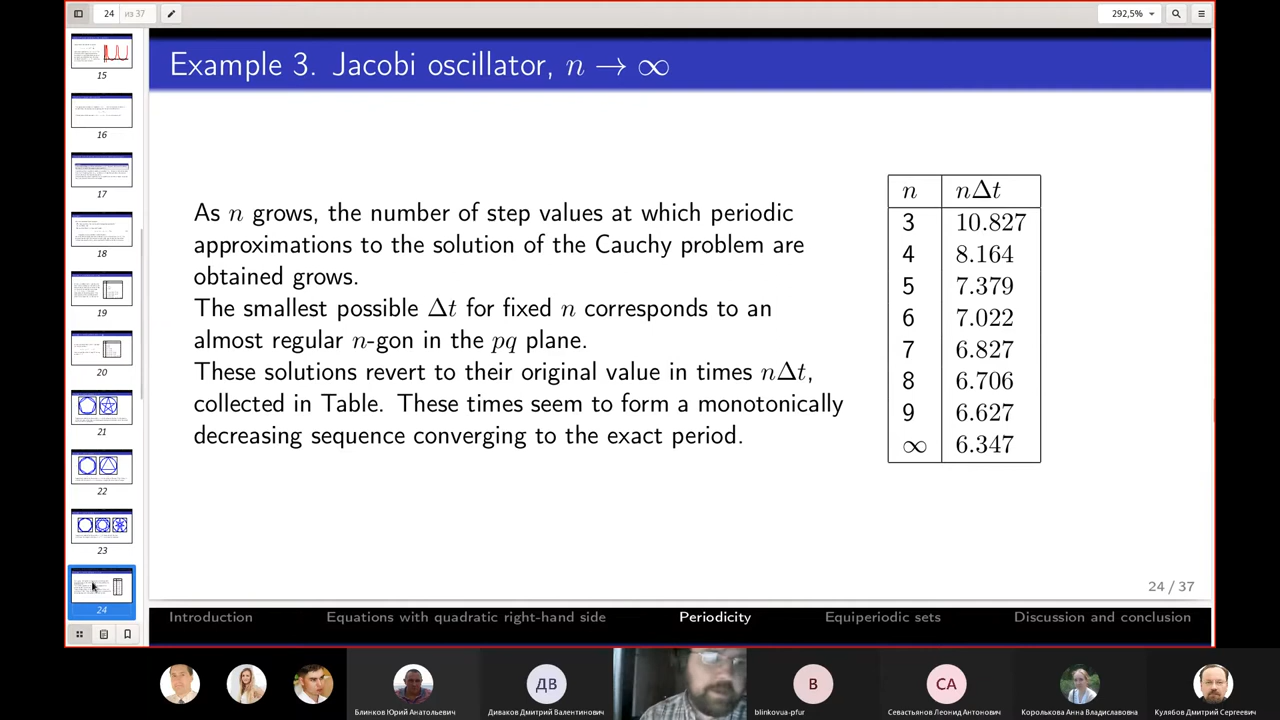 24 из 37
292,5%
Example 3. Jacobi oscillator, n → ∞
As n grows, the number of step values at which periodic
approximations to the solution of the Cauchy problem are
obtained grows.
The smallest possible Δt for fixed n corresponds to an
almost regular n-gon in the pq plane.
These solutions revert to their original value in times nΔt,
collected in Table. These times seem to form a monotonically
decreasing sequence converging to the exact period.
n nΔt
3 10.827
4 8.164
5 7.379
6 7.022
7 6.827
8 6.706
9 6.627
∞ 6.347
24 / 37
Introduction Equations with quadratic right-hand side Periodicity Equiperiodic sets Discussion and conclusion
15
16
17
18
19
20
21
22
23
24
ДВ В СА
Блинков Юрий Анатольевич Диваков Дмитрий Валентинович blinkovua-pfur Севастьянов Леонид Антонович Королькова Анна Владиславовна Кулябов Дмитрий Сергеевич